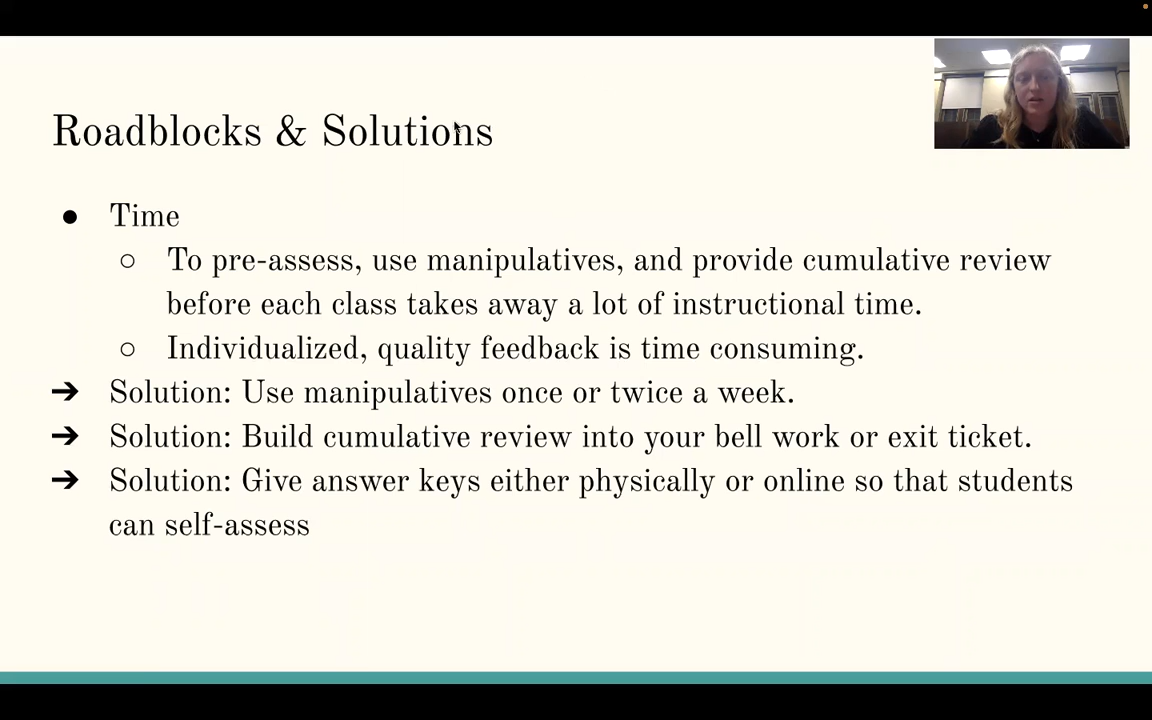 Roadblocks & Solutions
● Time
○ To pre-assess, use manipulatives, and provide cumulative review
before each class takes away a lot of instructional time.
○ Individualized, quality feedback is time consuming.
➔ Solution: Use manipulatives once or twice a week.
➔ Solution: Build cumulative review into your bell work or exit ticket.
➔ Solution: Give answer keys either physically or online so that students
can self-assess